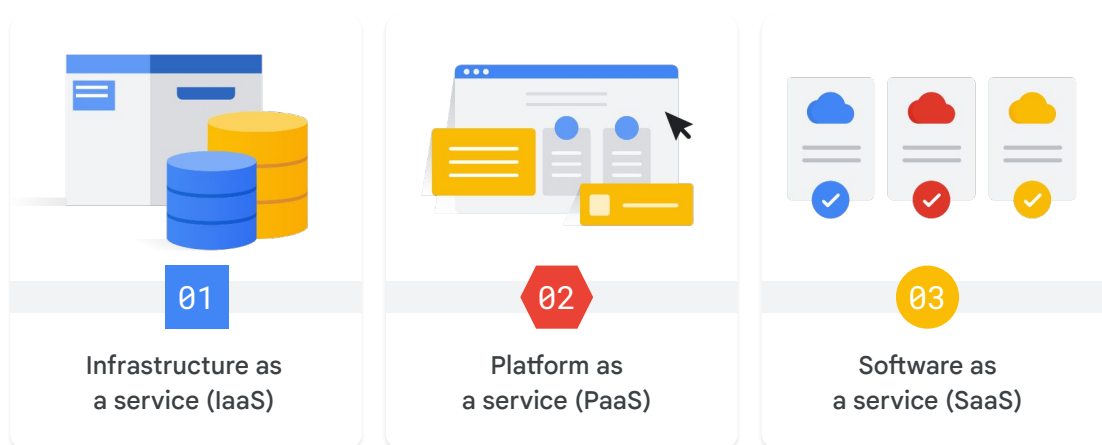 01
Infrastructure as
a service (IaaS)
02
Platform as
a service (PaaS)
03
Software as
a service (SaaS)